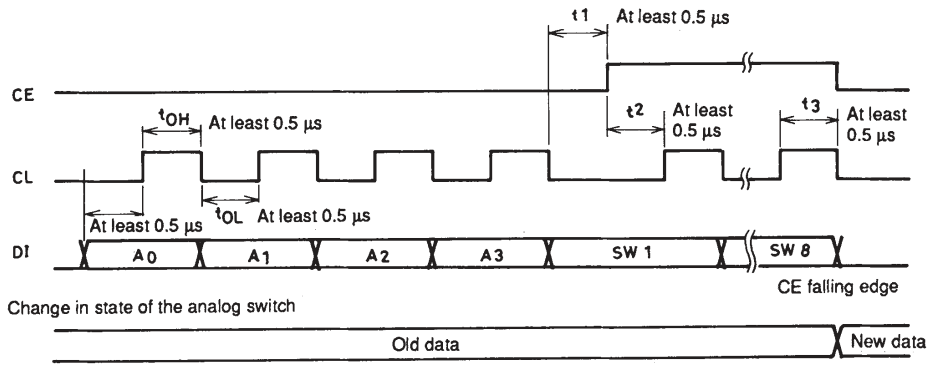 t1 At least 0.5 µs
CE
tOH At least 0.5 µs
t2 At least
0.5 µs
t3 At least
0.5 µs
CL
At least 0.5 µs
tOL At least 0.5 µs
DI A0 A1 A2 A3 SW 1 SW 8
CE falling edge
Change in state of the analog switch
Old data New data